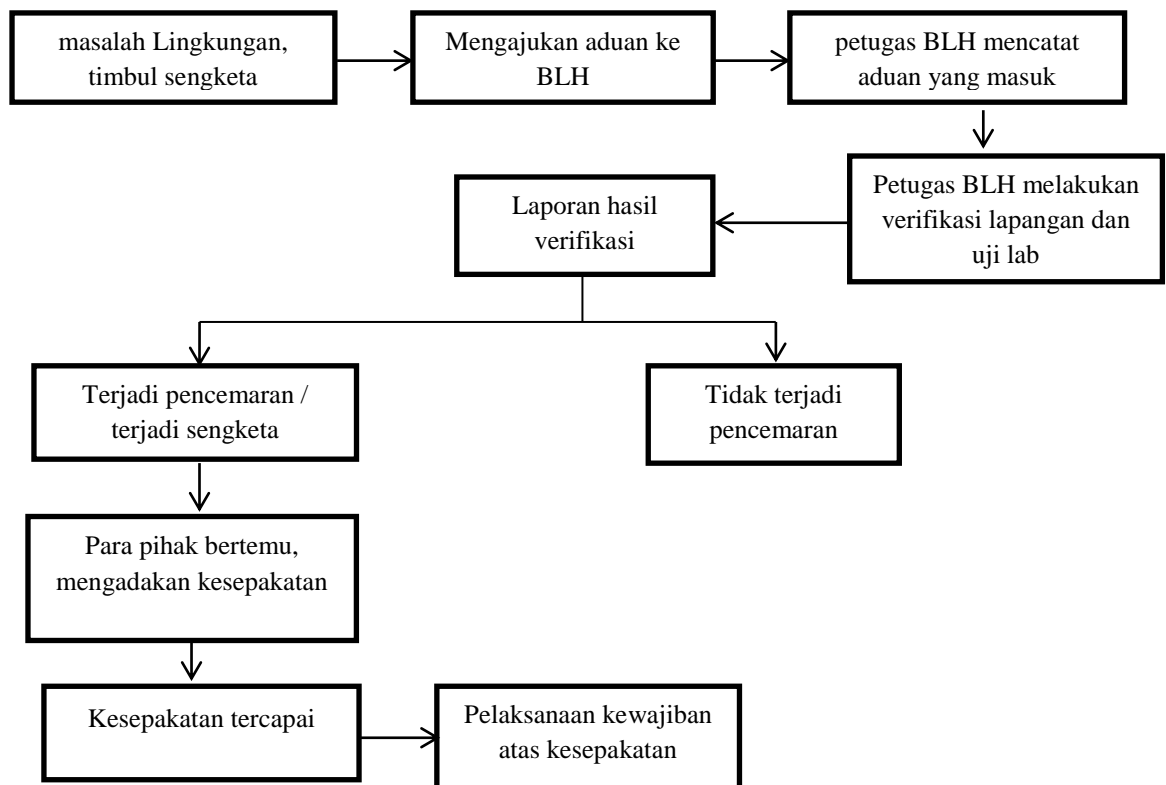 masalah Lingkungan,
timbul sengketa
Mengajukan aduan ke
BLH
petugas BLH mencatat
aduan yang masuk
Petugas BLH melakukan
verifikasi lapangan dan
uji lab
Laporan hasil
verifikasi
Terjadi pencemaran /
terjadi sengketa
Tidak terjadi
pencemaran
Para pihak bertemu,
mengadakan kesepakatan
Kesepakatan tercapai
Pelaksanaan kewajiban
atas kesepakatan